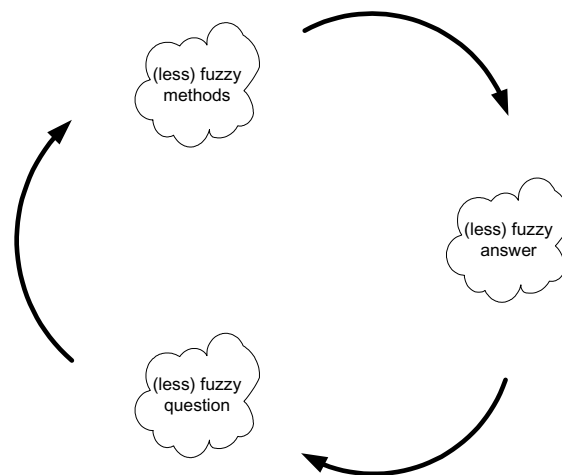 (less) fuzzy
methods
(less) fuzzy
answer
(less) fuzzy
question